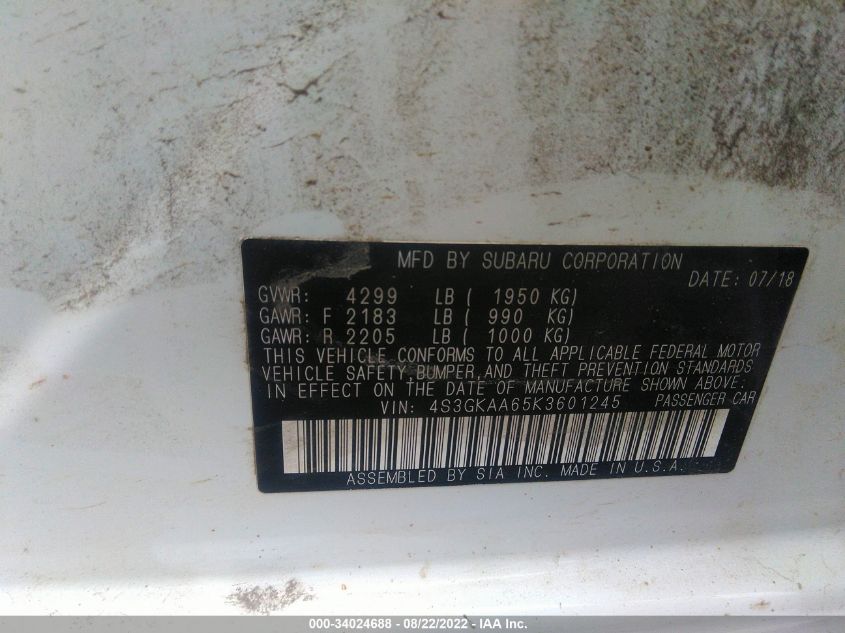 MFD BY SUBARU CORPORATION
DATE: 07/18
GVWR: 4299 LB ( 1950 KG)
GAWR: F 2183 LB ( 990 KG)
GAWR: R 2205 LB ( 1000 KG)
THIS VEHICLE CONFORMS TO ALL APPLICABLE FEDERAL MOTOR
VEHICLE SAFETY, BUMPER, AND THEFT PREVENTION STANDARDS
IN EFFECT ON THE DATE OF MANUFACTURE SHOWN ABOVE.
VIN: 4S3GKAA65K3601245 PASSENGER CAR
ASSEMBLED BY SIA INC. MADE IN U.S.A.
000-34024688 - 08/22/2022 - IAA Inc.